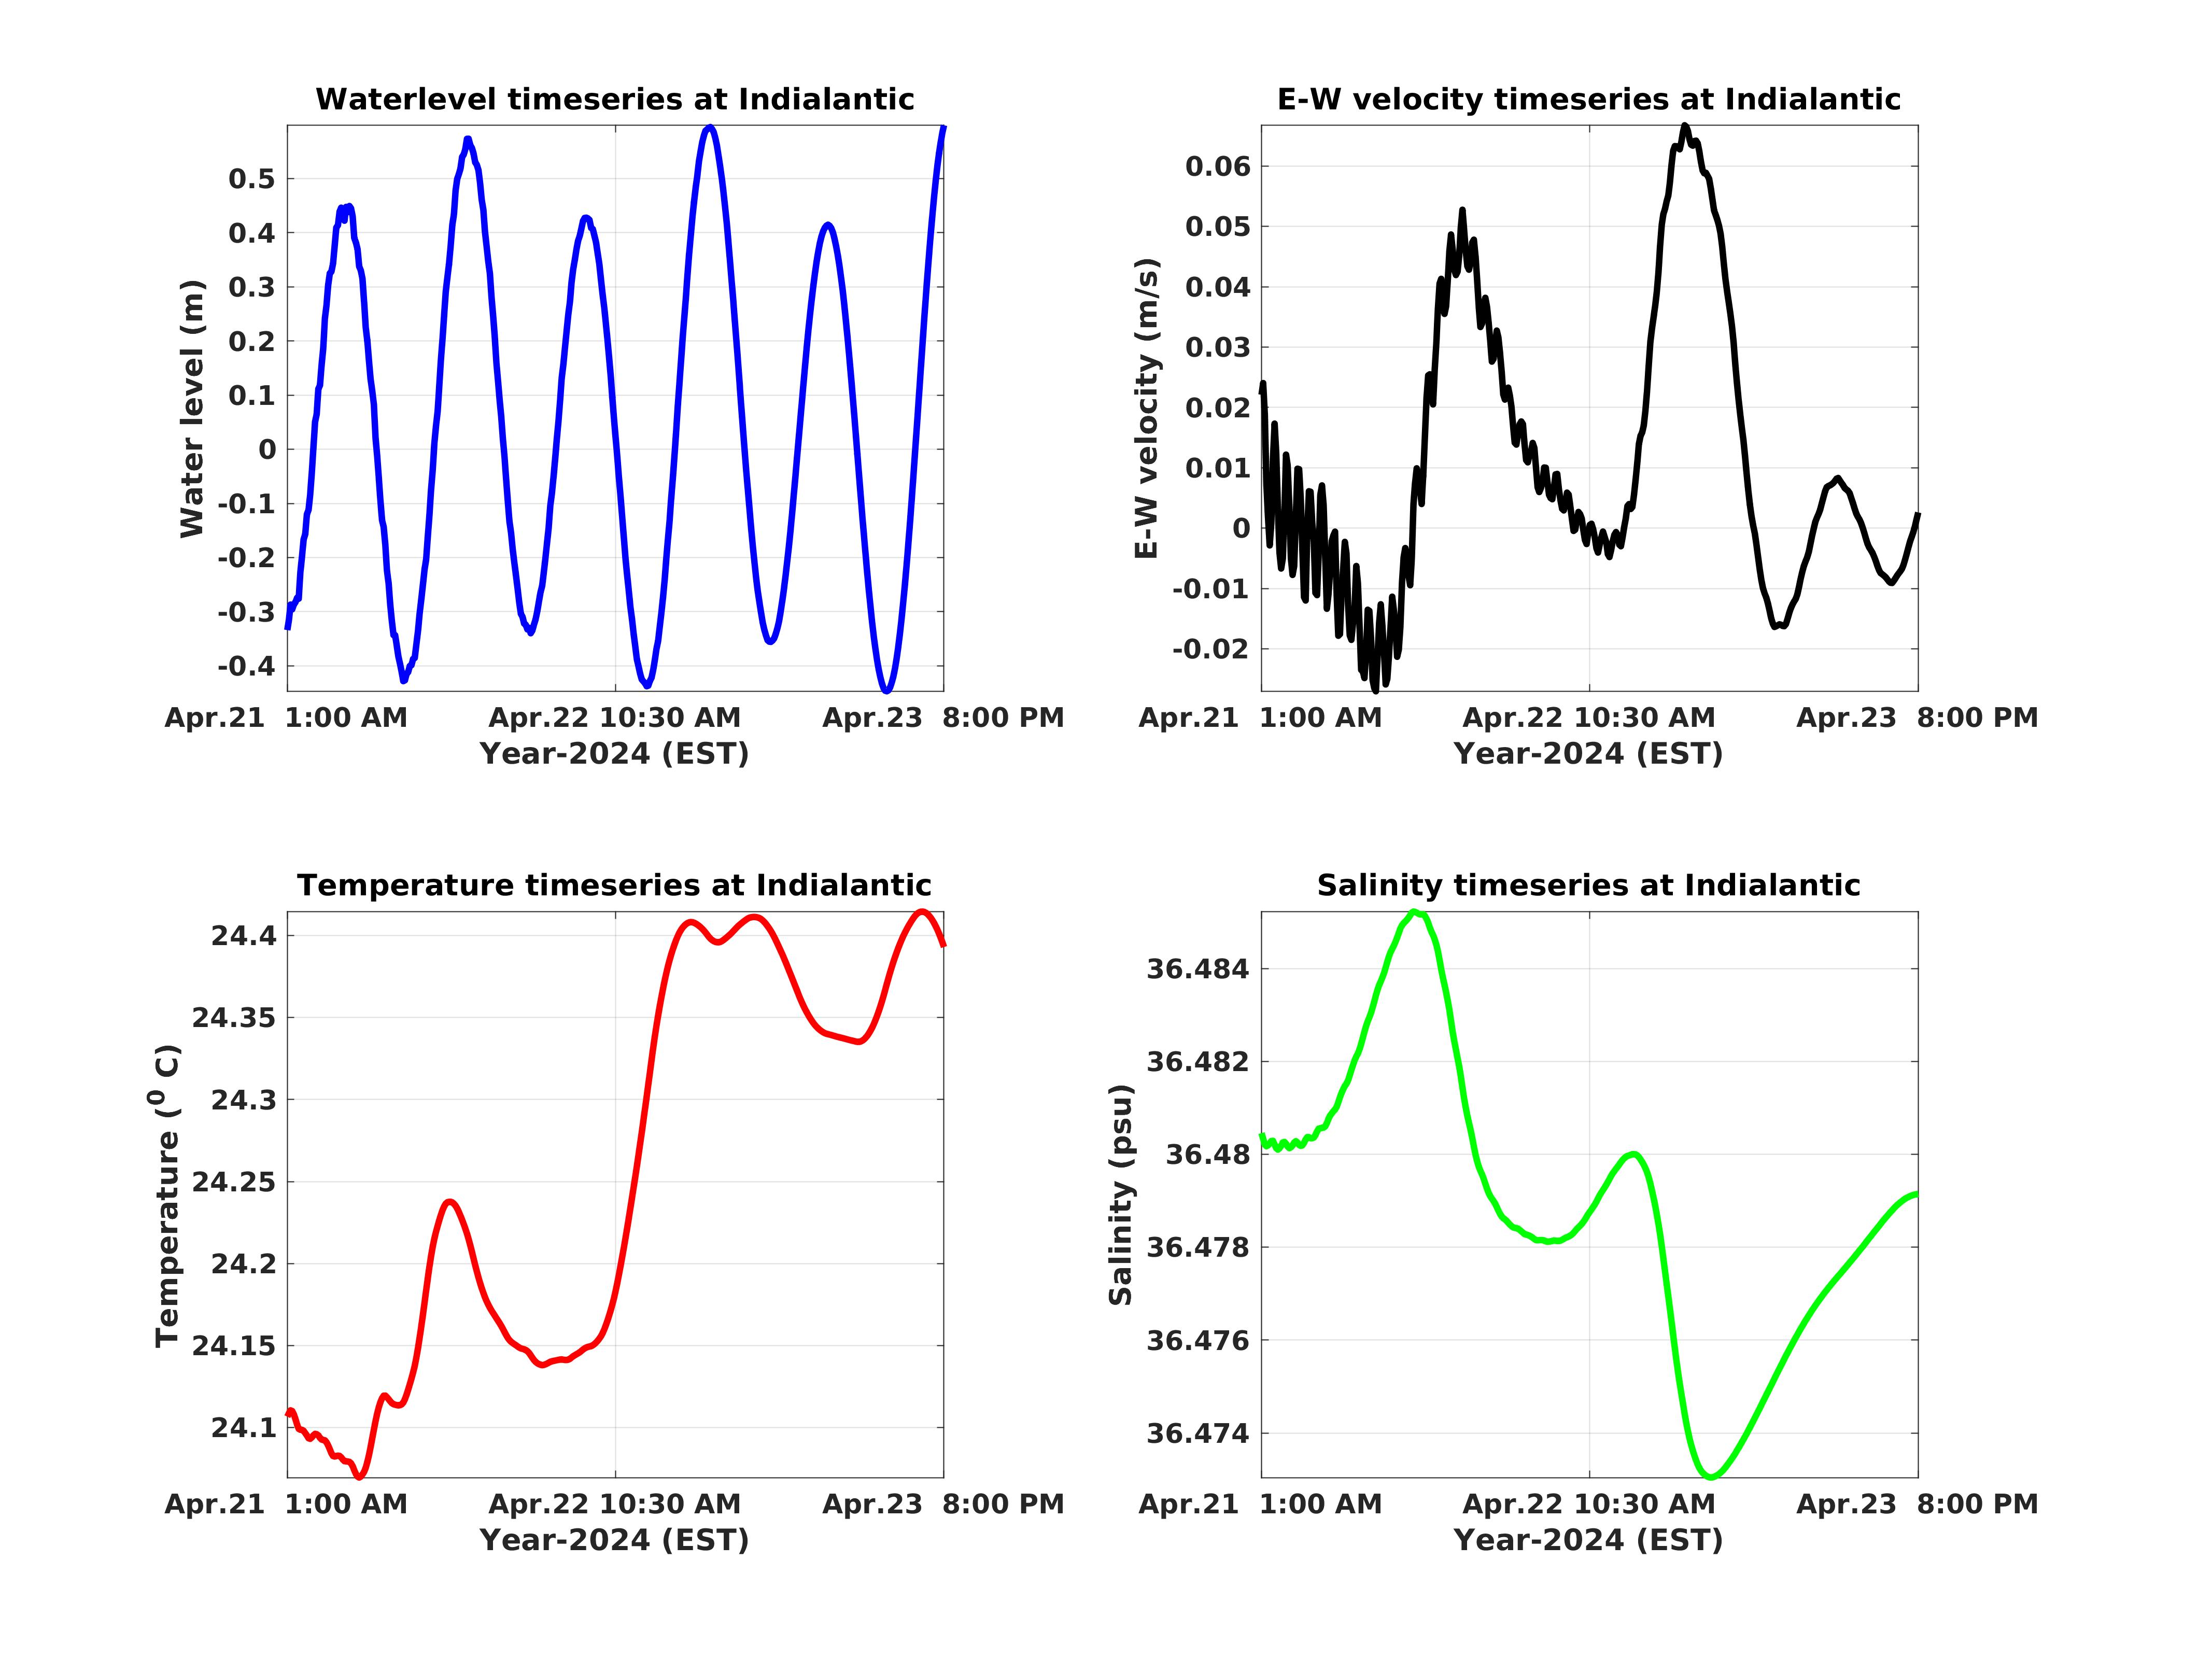 Waterlevel timeseries at Indialantic
Water level (m)
0.5
0.4
0.3
0.2
0.1
0
-0.1
-0.2
-0.3
-0.4
Apr.21 1:00 AM Apr.22 10:30 AM Apr.23 8:00 PM
Year-2024 (EST)
E-W velocity timeseries at Indialantic
E-W velocity (m/s)
0.06
0.05
0.04
0.03
0.02
0.01
0
-0.01
-0.02
Apr.21 1:00 AM Apr.22 10:30 AM Apr.23 8:00 PM
Year-2024 (EST)
Temperature timeseries at Indialantic
Temperature (⁰ C)
24.4
24.35
24.3
24.25
24.2
24.15
24.1
Apr.21 1:00 AM Apr.22 10:30 AM Apr.23 8:00 PM
Year-2024 (EST)
Salinity timeseries at Indialantic
Salinity (psu)
36.484
36.482
36.48
36.478
36.476
36.474
Apr.21 1:00 AM Apr.22 10:30 AM Apr.23 8:00 PM
Year-2024 (EST)